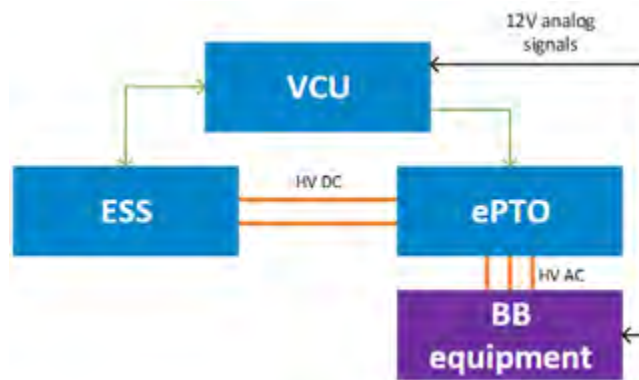 12V analog
signals
VCU
HV DC
ESS
ePTO
HV AC
BB
equipment